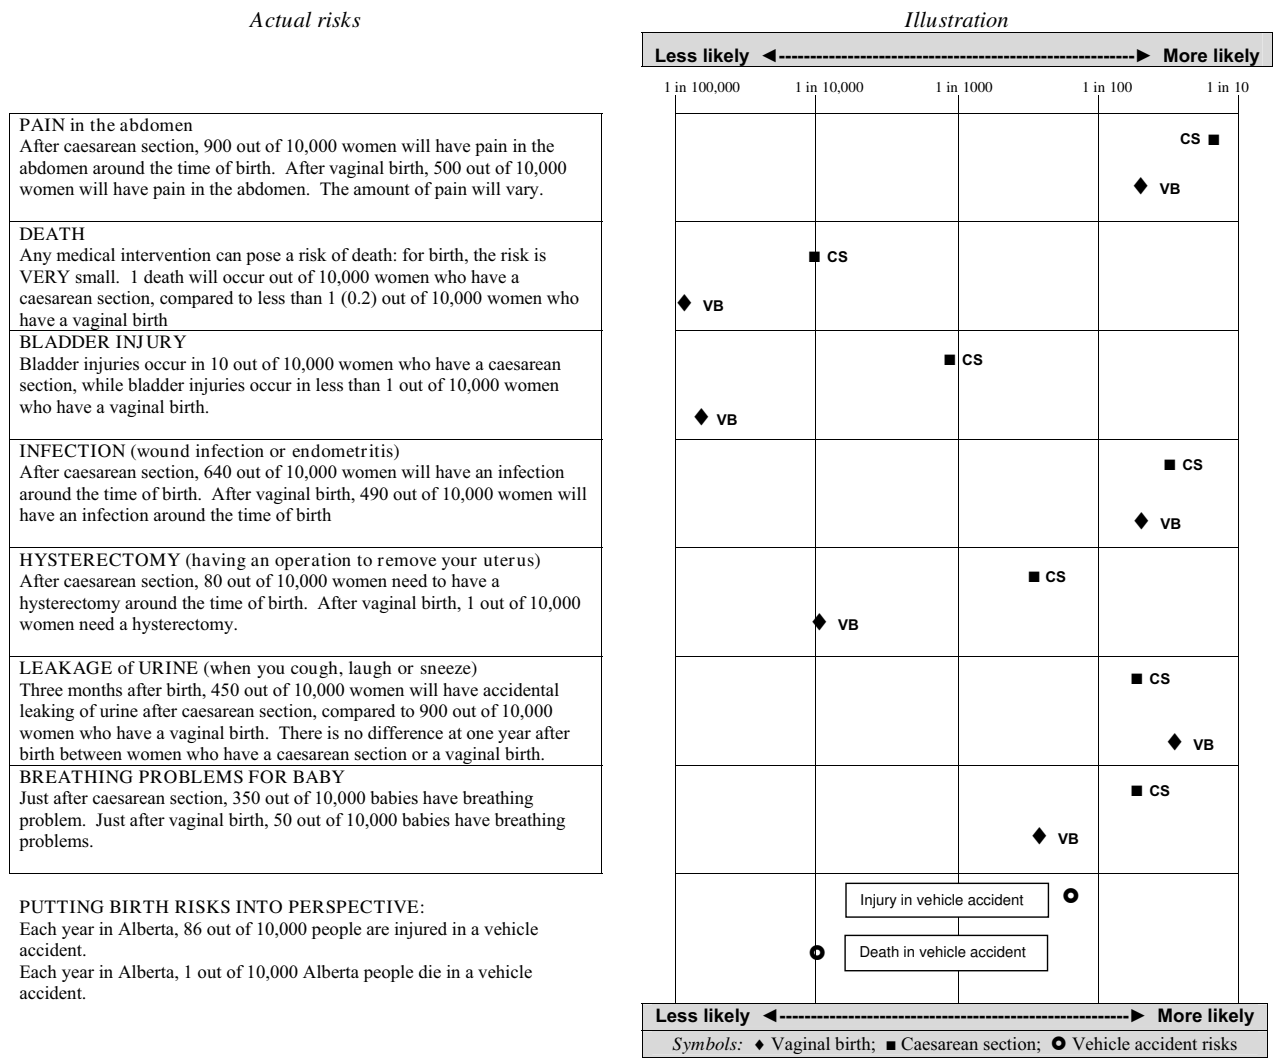 Actual risks
Illustration
Less likely ◄---------------------------------------------------------► More likely
1 in 100,000 1 in 10,000 1 in 1000 1 in 100 1 in 10
PAIN in the abdomen
After caesarean section, 900 out of 10,000 women will have pain in the
abdomen around the time of birth. After vaginal birth, 500 out of 10,000
women will have pain in the abdomen. The amount of pain will vary.
CS
VB
DEATH
Any medical intervention can pose a risk of death: for birth, the risk is
VERY small. 1 death will occur out of 10,000 women who have a
caesarean section, compared to less than 1 (0.2) out of 10,000 women who
have a vaginal birth
CS
VB
BLADDER INJURY
Bladder injuries occur in 10 out of 10,000 women who have a caesarean
section, while bladder injuries occur in less than 1 out of 10,000 women
who have a vaginal birth.
CS
VB
INFECTION (wound infection or endometritis)
After caesarean section, 640 out of 10,000 women will have an infection
around the time of birth. After vaginal birth, 490 out of 10,000 women will
have an infection around the time of birth
CS
VB
HYSTERECTOMY (having an operation to remove your uterus)
After caesarean section, 80 out of 10,000 women need to have a
hysterectomy around the time of birth. After vaginal birth, 1 out of 10,000
women need a hysterectomy.
CS
VB
LEAKAGE of URINE (when you cough, laugh or sneeze)
Three months after birth, 450 out of 10,000 women will have accidental
leaking of urine after caesarean section, compared to 900 out of 10,000
women who have a vaginal birth. There is no difference at one year after
birth between women who have a caesarean section or a vaginal birth.
CS
VB
BREATHING PROBLEMS FOR BABY
Just after caesarean section, 350 out of 10,000 babies have breathing
problem. Just after vaginal birth, 50 out of 10,000 babies have breathing
problems.
CS
VB
PUTTING BIRTH RISKS INTO PERSPECTIVE:
Each year in Alberta, 86 out of 10,000 people are injured in a vehicle
accident.
Each year in Alberta, 1 out of 10,000 Alberta people die in a vehicle
accident.
Injury in vehicle accident
Death in vehicle accident
Less likely ◄---------------------------------------------------------► More likely
Symbols: ♦ Vaginal birth; ■ Caesarean section; O Vehicle accident risks